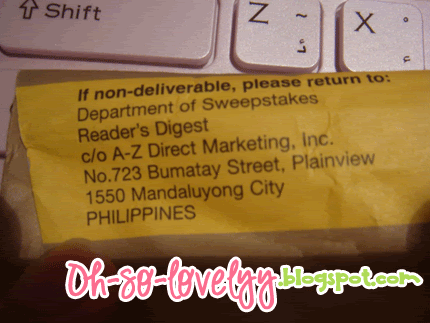 ⇧ Shift
Z
X
If non-deliverable, please return to:
Department of Sweepstakes
Reader's Digest
c/o A-Z Direct Marketing, Inc.
No.723 Bumatay Street, Plainview
1550 Mandaluyong City
PHILIPPINES
Oh-so-lovelyy.blogspot.com